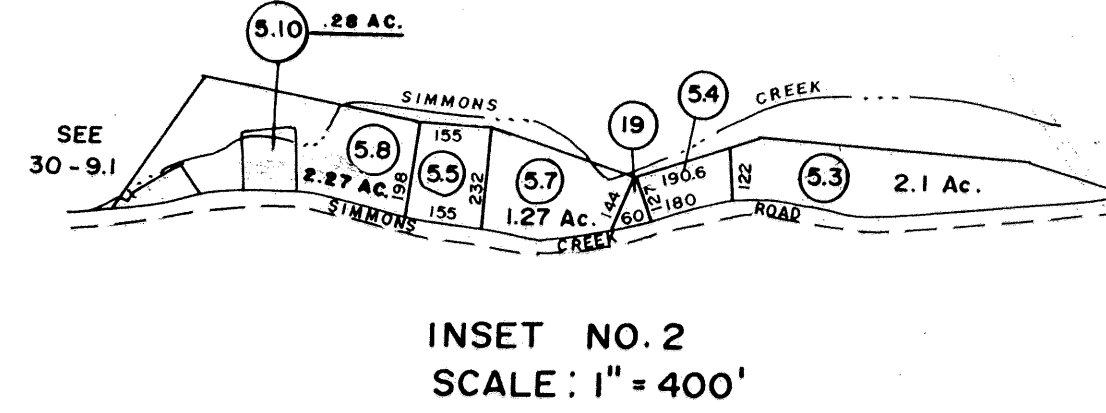 5.10 .28 AC.
SEE
30-9.1
SIMMONS
CREEK
5.4
19
5.8
2.27 AC.
198
155
5.5
155
232
5.7
1.27 Ac.
144
60
127
190.6
180
122
5.3 2.1 Ac.
SIMMONS
CREEK
ROAD
INSET NO. 2
SCALE: 1" = 400'